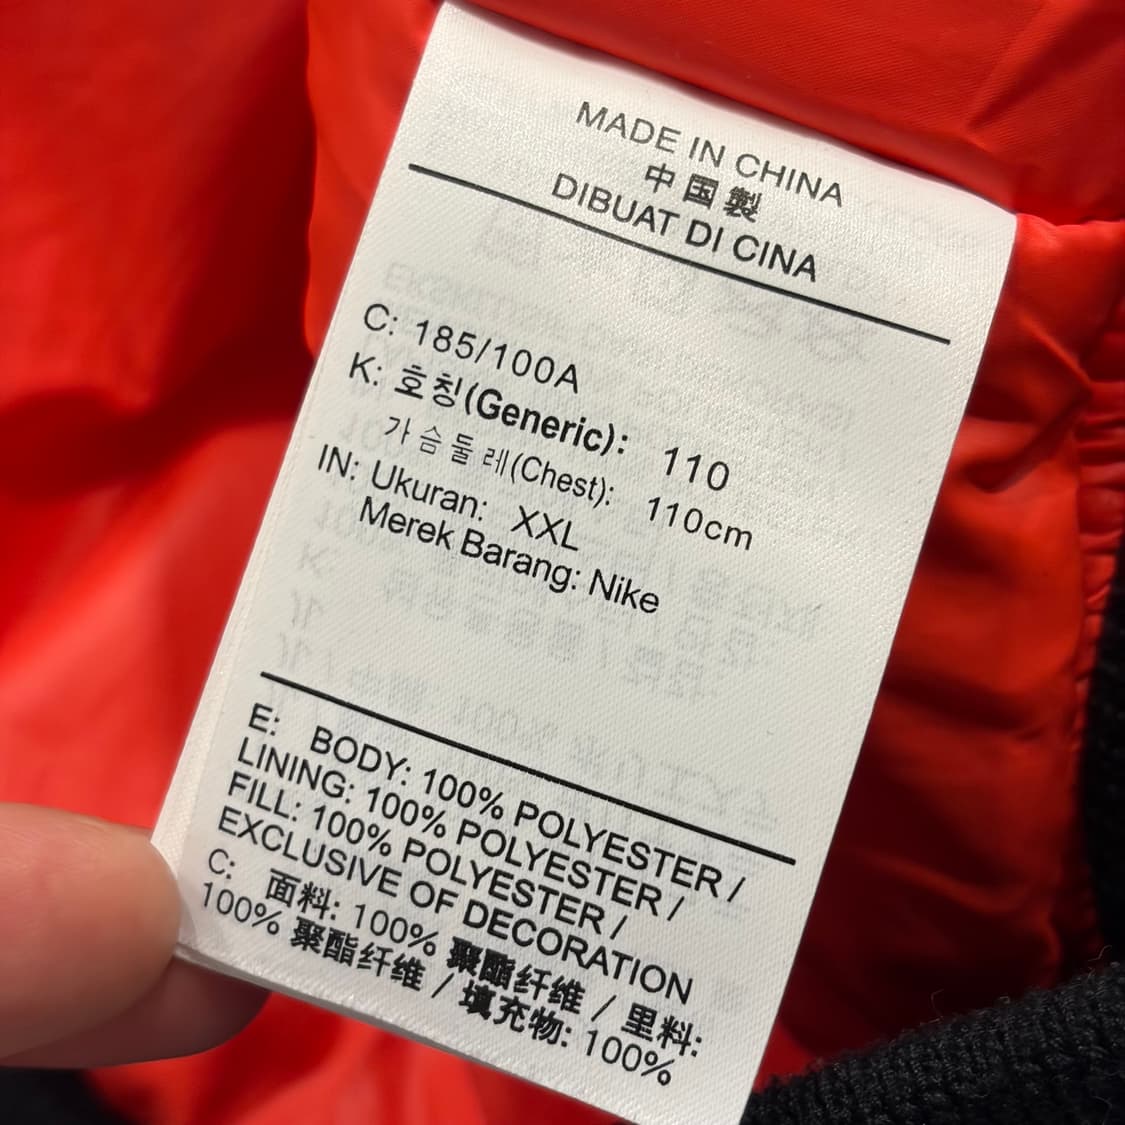 MADE IN CHINA
中国製
DIBUAT DI CINA
C: 185/100A
K: 호칭(Generic): 110
가슴둘레(Chest): 110cm
IN: Ukuran: XXL
Merek Barang: Nike
E: BODY: 100% POLYESTER /
LINING: 100% POLYESTER /
FILL: 100% POLYESTER /
EXCLUSIVE OF DECORATION
C: 面料: 100% 聚酯纤维 / 里料:
100% 聚酯纤维 / 填充物: 100%